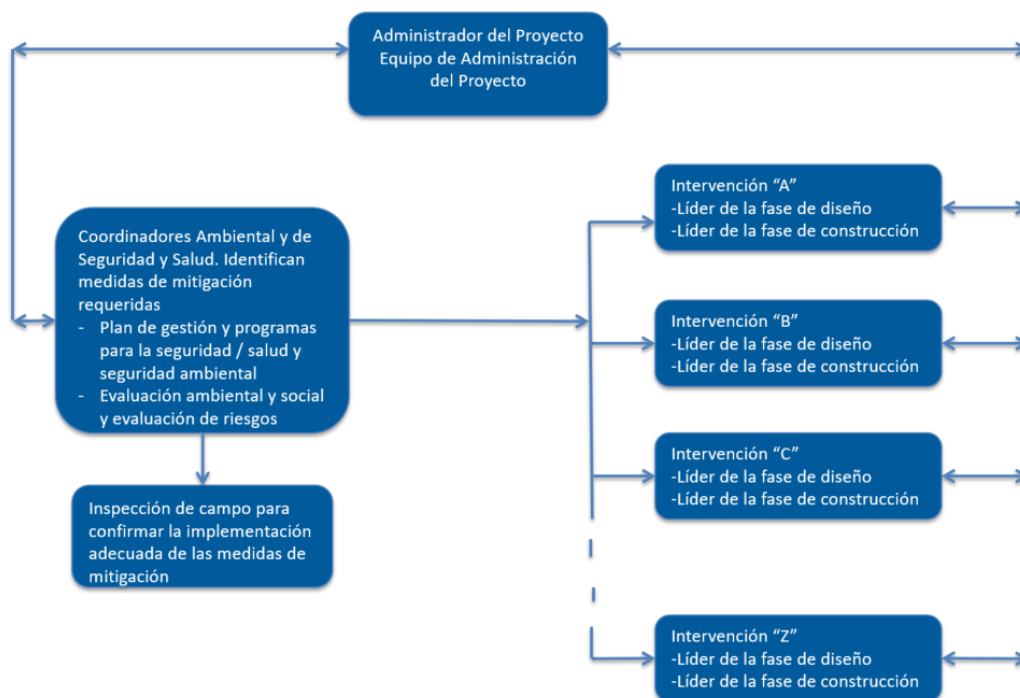 Administrador del Proyecto
Equipo de Administración
del Proyecto
Intervención “A”
-Líder de la fase de diseño
-Líder de la fase de construcción
Coordinadores Ambiental y de
Seguridad y Salud. Identifican
medidas de mitigación
requeridas
- Plan de gestión y programas
para la seguridad / salud y
seguridad ambiental
- Evaluación ambiental y social
y evaluación de riesgos
Intervención “B”
-Líder de la fase de diseño
-Líder de la fase de construcción
Intervención “C”
-Líder de la fase de diseño
-Líder de la fase de construcción
Inspección de campo para
confirmar la implementación
adecuada de las medidas de
mitigación
Intervención “Z”
-Líder de la fase de diseño
-Líder de la fase de construcción